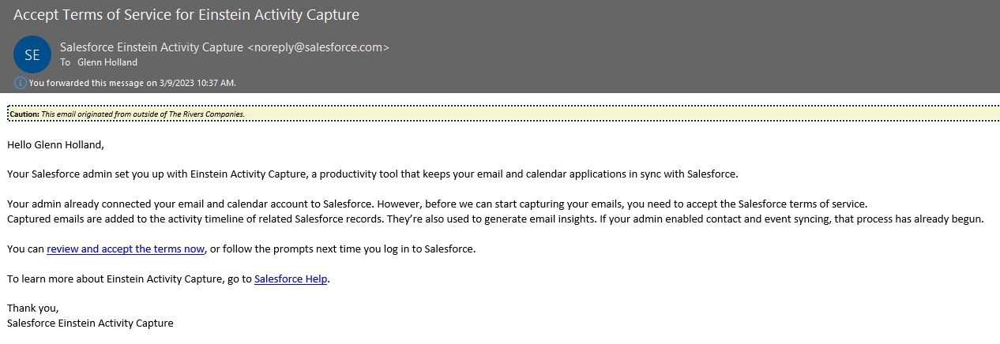 Accept Terms of Service for Einstein Activity Capture
SE
Salesforce Einstein Activity Capture <noreply@salesforce.com>
To Glenn Holland
You forwarded this message on 3/9/2023 10:37 AM.
Caution: This email originated from outside of The Rivers Companies.
Hello Glenn Holland,
Your Salesforce admin set you up with Einstein Activity Capture, a productivity tool that keeps your email and calendar applications in sync with Salesforce.
Your admin already connected your email and calendar account to Salesforce. However, before we can start capturing your emails, you need to accept the Salesforce terms of service.
Captured emails are added to the activity timeline of related Salesforce records. They’re also used to generate email insights. If your admin enabled contact and event syncing, that process has already begun.
You can review and accept the terms now, or follow the prompts next time you log in to Salesforce.
To learn more about Einstein Activity Capture, go to Salesforce Help.
Thank you,
Salesforce Einstein Activity Capture